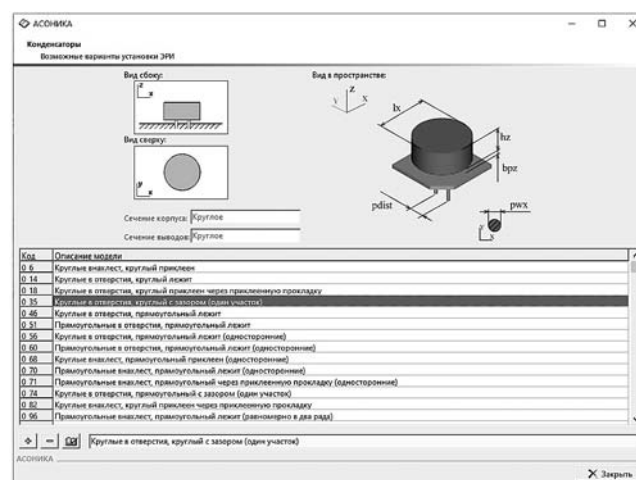 АСОНИКА
Конденсаторы
Возможные варианты установки ЭРИ
Вид сбоку:
z
x
Вид сверху:
y
x
Вид в пространстве:
z
y x
lx
hz
bpz
pdist
pwx
y
x
Сечение корпуса: Круглое
Сечение выводов: Круглое
Код Описание модели
0 6 Круглые внахлест, круглый приклеен
0 14 Круглые в отверстия, круглый лежит
0 18 Круглые внахлест, круглый приклеен через приклеенную прокладку
0 35 Круглые в отверстия, круглый с зазором (один участок)
0 46 Круглые в отверстия, прямоугольный лежит
0 51 Прямоугольные в отверстия, прямоугольный лежит
0 56 Круглые в отверстия, прямоугольный лежит (односторонние)
0 60 Прямоугольные в отверстия, прямоугольный лежит (односторонние)
0 68 Круглые внахлест, прямоугольный приклеен (односторонние)
0 70 Прямоугольные внахлест, прямоугольный лежит (односторонние)
0 71 Прямоугольные внахлест, прямоугольный через приклеенную прокладку (односторонние)
0 74 Круглые в отверстия, прямоугольный с зазором (один участок)
0 82 Круглые внахлест, круглый приклеен через приклеянную прокладку
0 96 Прямоугольные внахлест, прямоугольный лежит (равномерно в два ряда)
Круглые в отверстия, круглый с зазором (один участок)
АСОНИКА
Закрыть